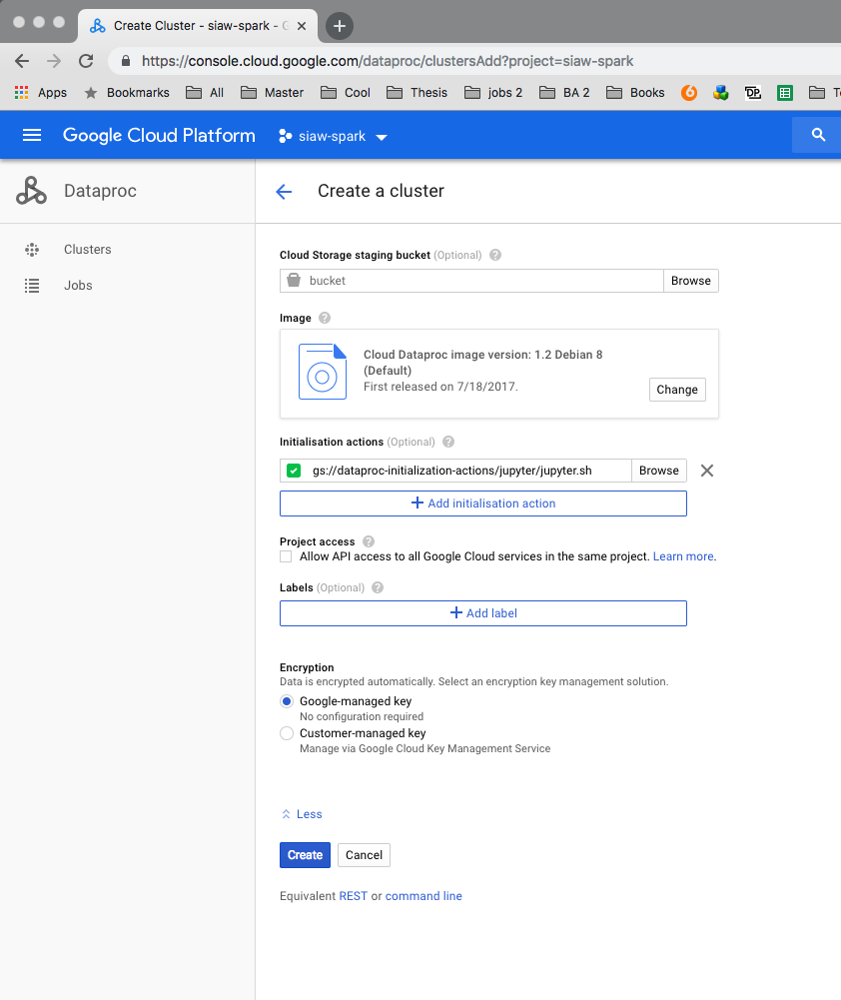 Create Cluster - siaw-spark - G
https://console.cloud.google.com/dataproc/clustersAdd?project=siaw-spark
Apps Bookmarks All Master Cool Thesis jobs 2 BA 2 Books DP
Google Cloud Platform siaw-spark
Dataproc
Create a cluster
Clusters
Jobs
Cloud Storage staging bucket (Optional) ?
bucket Browse
Image ?
Cloud Dataproc image version: 1.2 Debian 8
(Default)
First released on 7/18/2017.
Change
Initialisation actions (Optional) ?
gs://dataproc-initialization-actions/jupyter/jupyter.sh Browse
Add initialisation action
Project access ?
Allow API access to all Google Cloud services in the same project. Learn more.
Labels (Optional) ?
Add label
Encryption
Data is encrypted automatically. Select an encryption key management solution.
Google-managed key
No configuration required
Customer-managed key
Manage via Google Cloud Key Management Service
Less
Create Cancel
Equivalent REST or command line